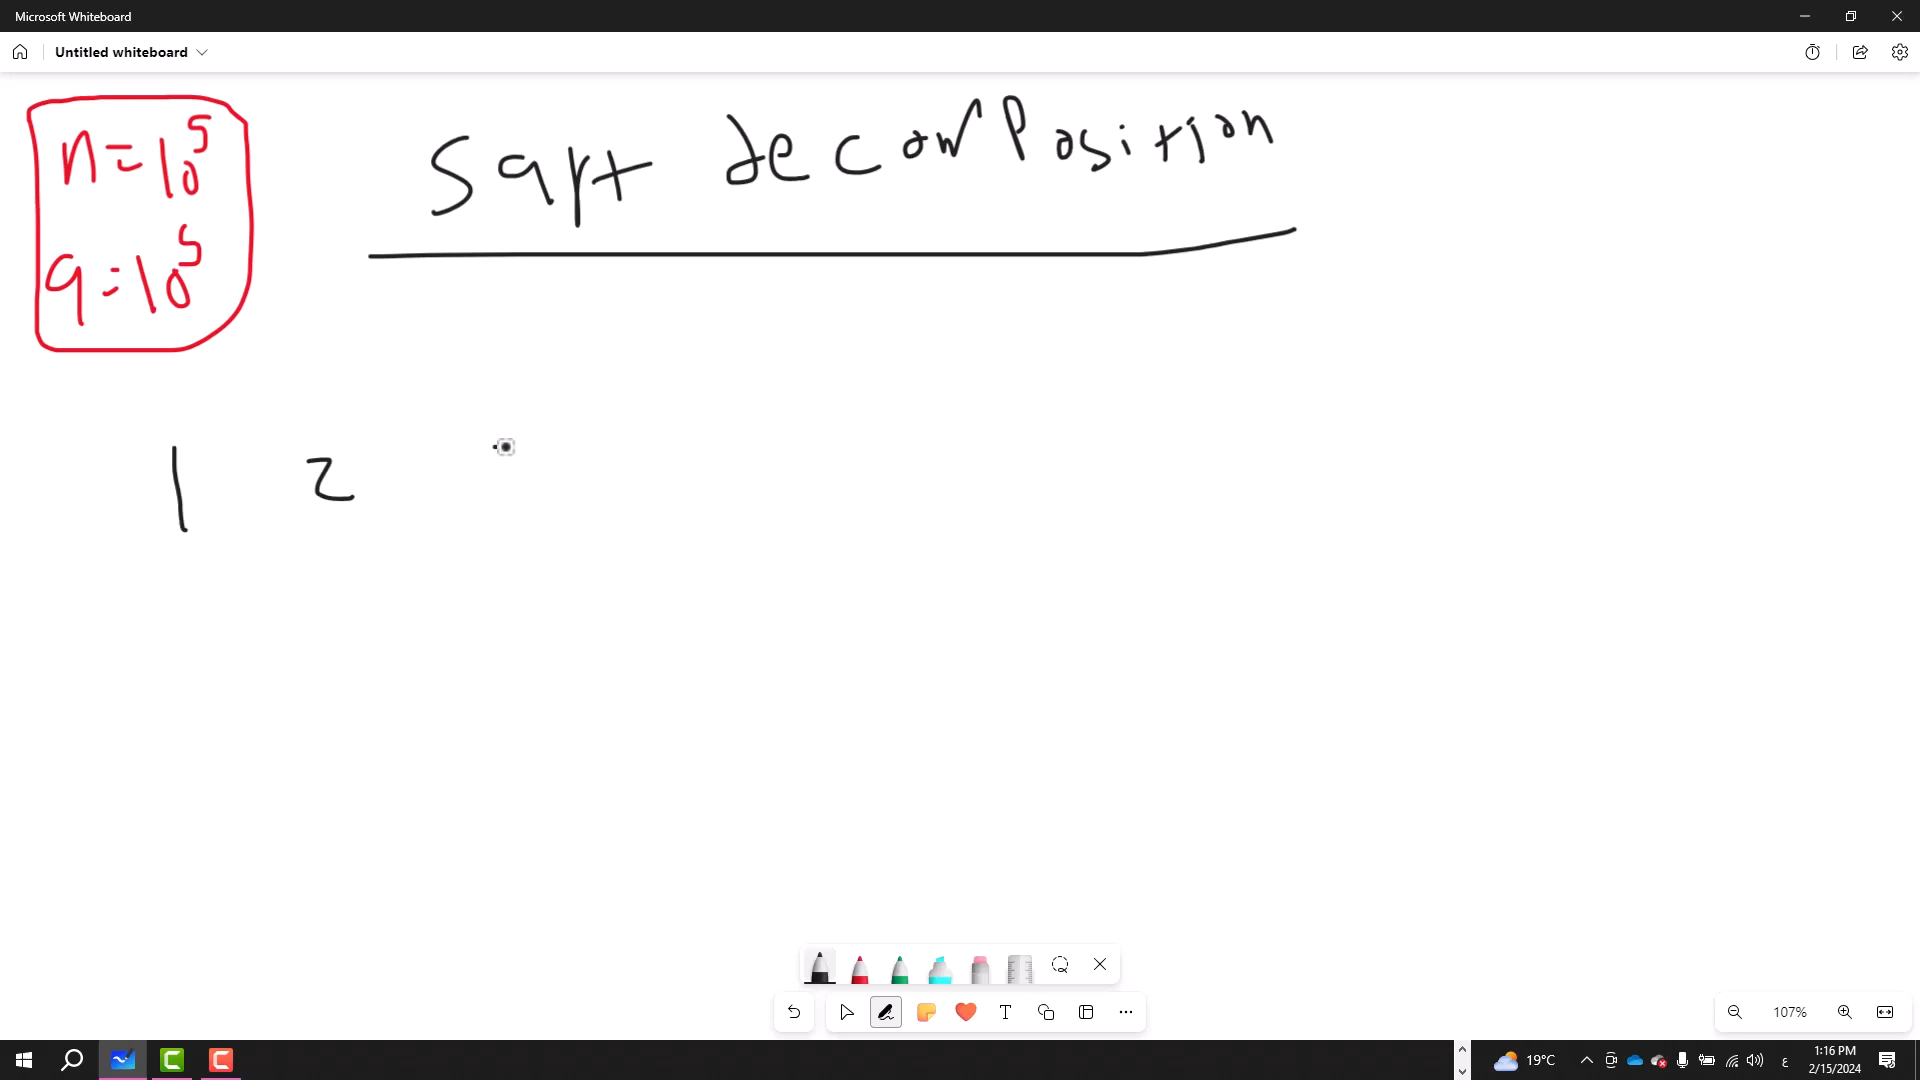 Microsoft Whiteboard
Untitled whiteboard
n=10^5
q=10^5
Sqrt decomPosition
1 2
107%
19°C
ع
1:16 PM
2/15/2024